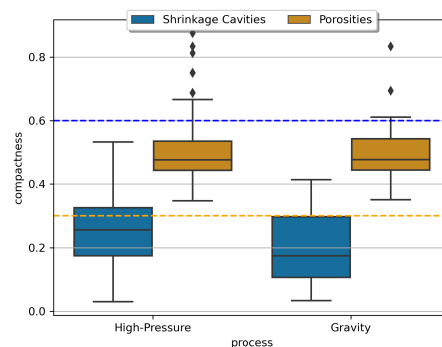 Shrinkage Cavities Porosities
0.8
0.6
0.4
0.2
0.0
compactness
High-Pressure Gravity
process